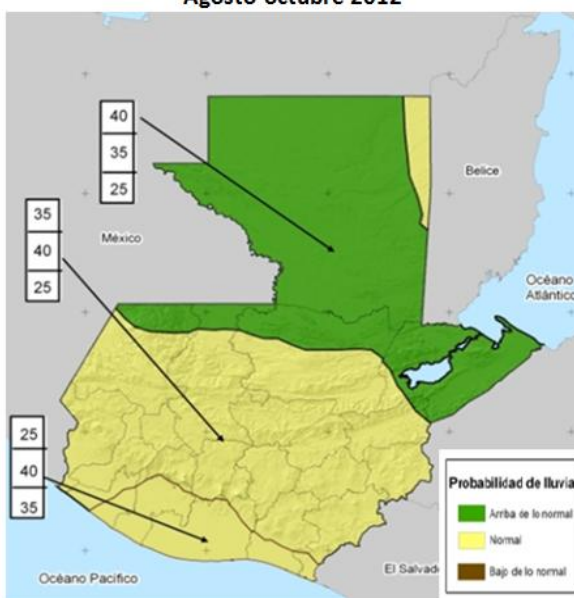 Agosto-octubre 2012
40
35
25
35
40
25
25
40
35
México
Belice
Océano
Atlántico
Océano Pacífico
El Salvado
Probabilidad de lluvia
Arriba de lo normal
Normal
Bajo de lo normal